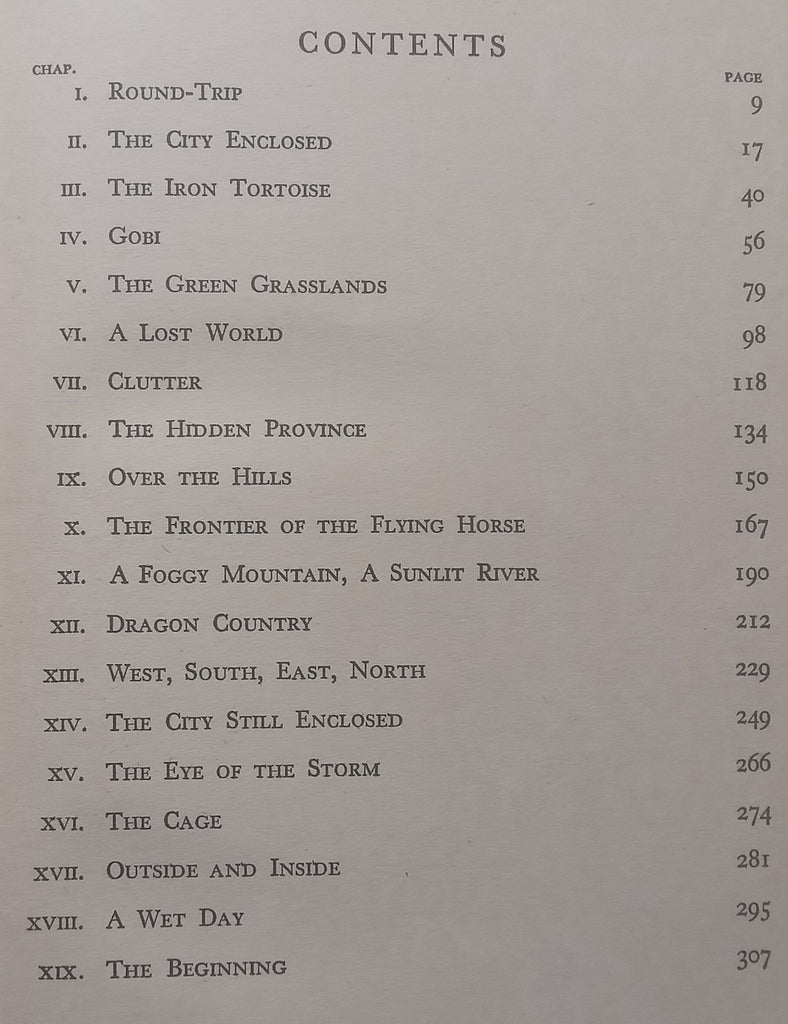 CONTENTS
CHAP. PAGE
I. ROUND-TRIP 9
II. THE CITY ENCLOSED 17
III. THE IRON TORTOISE 40
IV. GOBI 56
V. THE GREEN GRASSLANDS 79
VI. A LOST WORLD 98
VII. CLUTTER 118
VIII. THE HIDDEN PROVINCE 134
IX. OVER THE HILLS 150
X. THE FRONTIER OF THE FLYING HORSE 167
XI. A FOGGY MOUNTAIN, A SUNLIT RIVER 190
XII. DRAGON COUNTRY 212
XIII. WEST, SOUTH, EAST, NORTH 229
XIV. THE CITY STILL ENCLOSED 249
XV. THE EYE OF THE STORM 266
XVI. THE CAGE 274
XVII. OUTSIDE AND INSIDE 281
XVIII. A WET DAY 295
XIX. THE BEGINNING 307